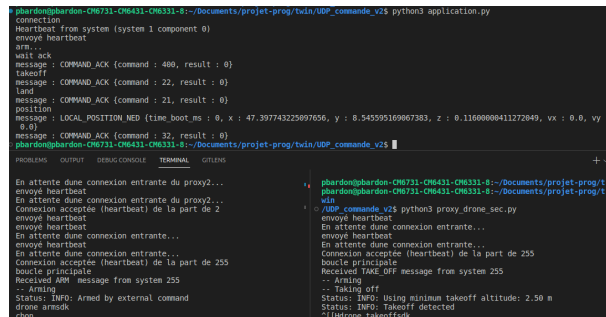 pbardon@pbardon-CM6731-CM6431-CM6331-8:~/Documents/projet-prog/twin/UDP_commande_v2$ python3 application.py
connection
Heartbeat from system (system 1 component 0)
envoyé heartbeat
arm...
wait ack
message : COMMAND_ACK {command : 400, result : 0}
takeoff
message : COMMAND_ACK {command : 22, result : 0}
land
message : COMMAND_ACK {command : 21, result : 0}
position
message : LOCAL_POSITION_NED {time_boot_ms : 0, x : 47.397743225097656, y : 8.545595169067383, z : 0.11600000411272049, vx : 0.0, vy
0.0}
message : COMMAND_ACK {command : 32, result : 0}
pbardon@pbardon-CM6731-CM6431-CM6331-8:~/Documents/projet-prog/twin/UDP_commande_v2$
PROBLEMS OUTPUT DEBUG CONSOLE TERMINAL GITLENS
En attente dune connexion entrante du proxy2...
envoyé heartbeat
En attente dune connexion entrante du proxy2...
Connexion acceptée (heartbeat) de la part de 2
envoyé heartbeat
envoyé heartbeat
En attente dune connexion entrante...
envoyé heartbeat
En attente dune connexion entrante...
Connexion acceptée (heartbeat) de la part de 255
boucle principale
Received ARM message from system 255
-- Arming
Status: INFO: Armed by external command
drone armsdk
chon
pbardon@pbardon-CM6731-CM6431-CM6331-8:~/Documents/projet-prog/t
pbardon@pbardon-CM6731-CM6431-CM6331-8:~/Documents/projet-prog/t
win
/UDP_commande_v2$ python3 proxy_drone_sec.py
envoyé heartbeat
En attente dune connexion entrante...
envoyé heartbeat
En attente dune connexion entrante...
Connexion acceptée (heartbeat) de la part de 255
boucle principale
Received TAKE_OFF message from system 255
-- Taking off
Status: INFO: Using minimum takeoff altitude: 2.50 m
Status: INFO: Takeoff detected
^[[Hdrone takeoffsdk